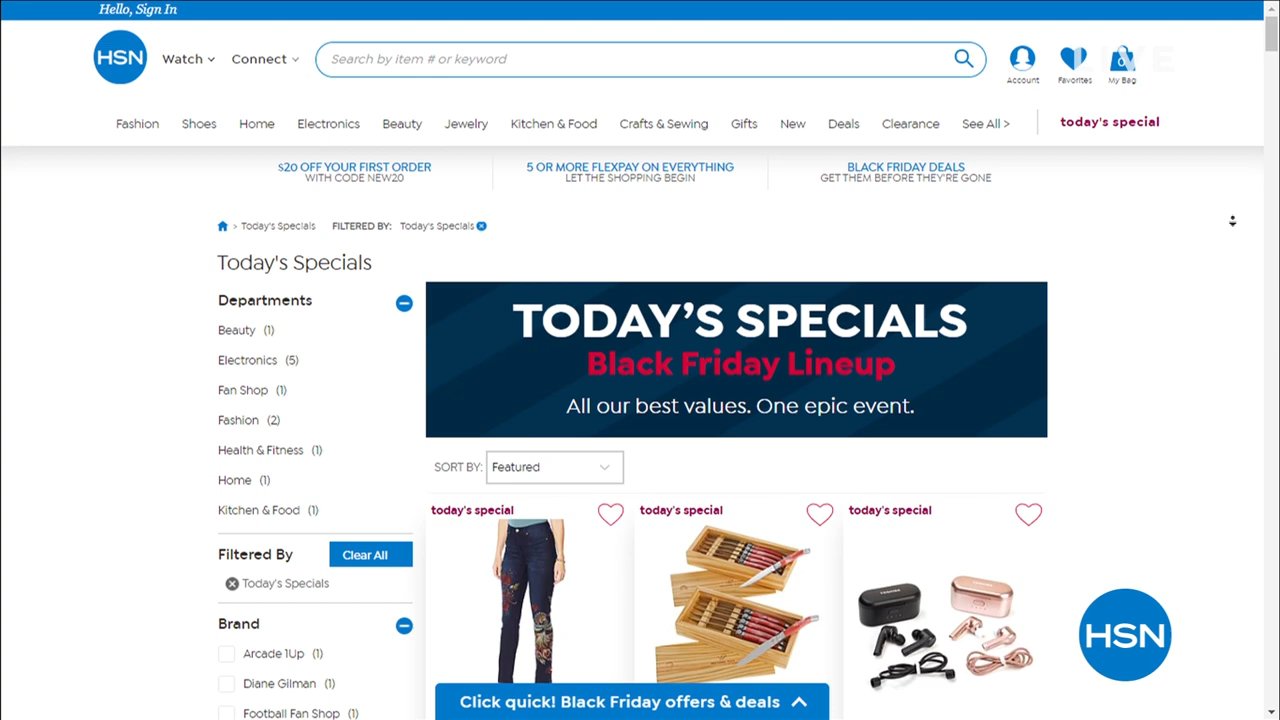 Hello, Sign In
HSN
Watch
Connect
Search by item # or keyword
Account
Favorites
0
My Bag
LIVE
Fashion
Shoes
Home
Electronics
Beauty
Jewelry
Kitchen & Food
Crafts & Sewing
Gifts
New
Deals
Clearance
See All >
today's special
$20 OFF YOUR FIRST ORDER
WITH CODE NEW20
5 OR MORE FLEXPAY ON EVERYTHING
LET THE SHOPPING BEGIN
BLACK FRIDAY DEALS
GET THEM BEFORE THEY'RE GONE
> Today's Specials
FILTERED BY: Today's Specials
Today's Specials
Departments
Beauty (1)
Electronics (5)
Fan Shop (1)
Fashion (2)
Health & Fitness (1)
Home (1)
Kitchen & Food (1)
Filtered By
Clear All
Today's Specials
Brand
Arcade 1Up (1)
Diane Gilman (1)
Football Fan Shop (1)
TODAY'S SPECIALS
Black Friday Lineup
All our best values. One epic event.
SORT BY: Featured
today's special
today's special
today's special
TOSHIBA
HSN
Click quick! Black Friday offers & deals